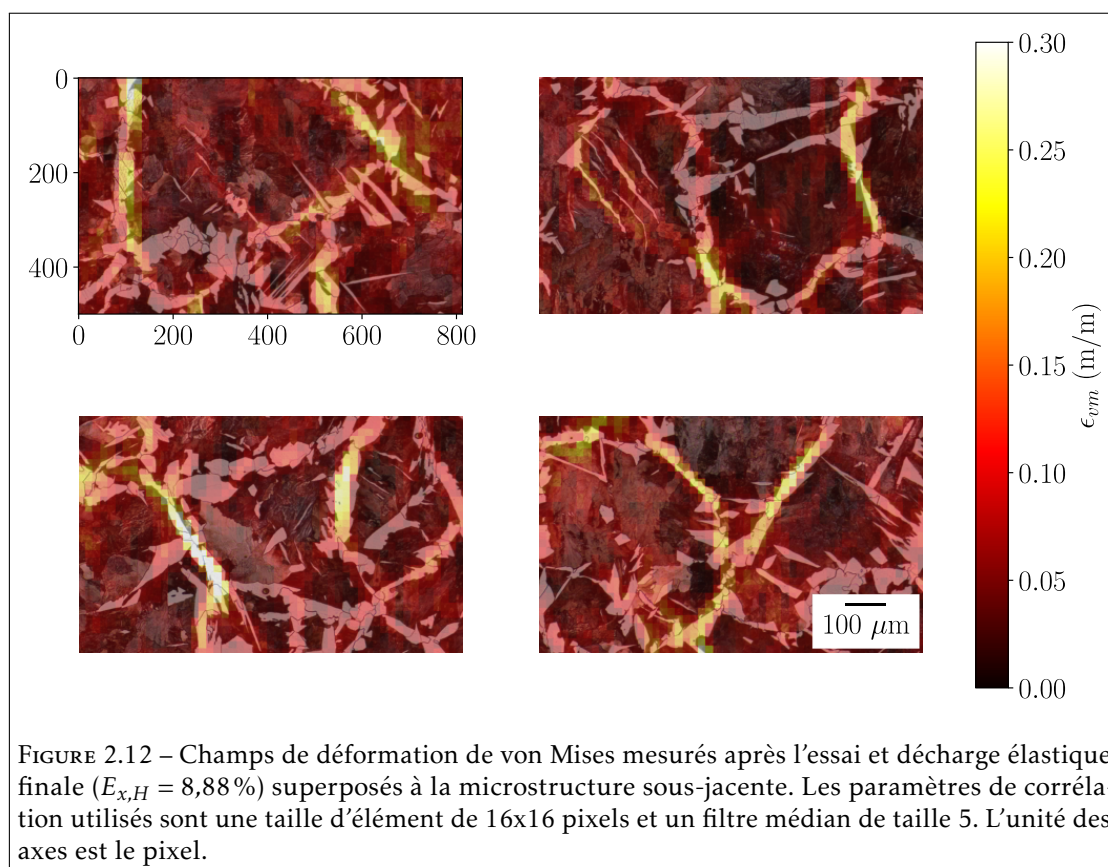 0
200
400
0 200 400 600 800
100 μm
0.30
0.25
0.20
0.15
0.10
0.05
0.00
ϵvm (m/m)
FIGURE 2.12 – Champs de déformation de von Mises mesurés après l'essai et décharge élastique
finale (Ex,H = 8,88%) superposés à la microstructure sous-jacente. Les paramètres de corréla-
tion utilisés sont une taille d'élément de 16x16 pixels et un filtre médian de taille 5. L'unité des
axes est le pixel.